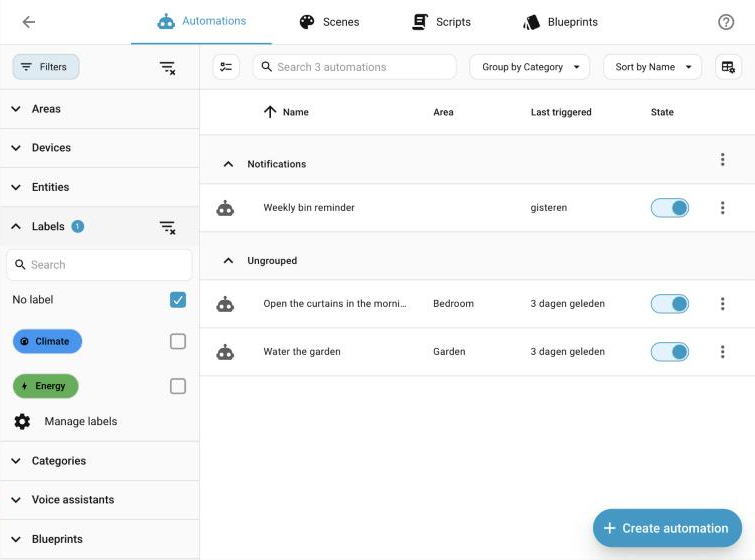 Automations
Scenes
Scripts
Blueprints
Filters
Search 3 automations
Group by Category
Sort by Name
Areas
Devices
Entities
Labels 1
Search
No label
Climate
Energy
Manage labels
Categories
Voice assistants
Blueprints
Name Area Last triggered State
Notifications
Weekly bin reminder gisteren
Ungrouped
Open the curtains in the morni... Bedroom 3 dagen geleden
Water the garden Garden 3 dagen geleden
Create automation